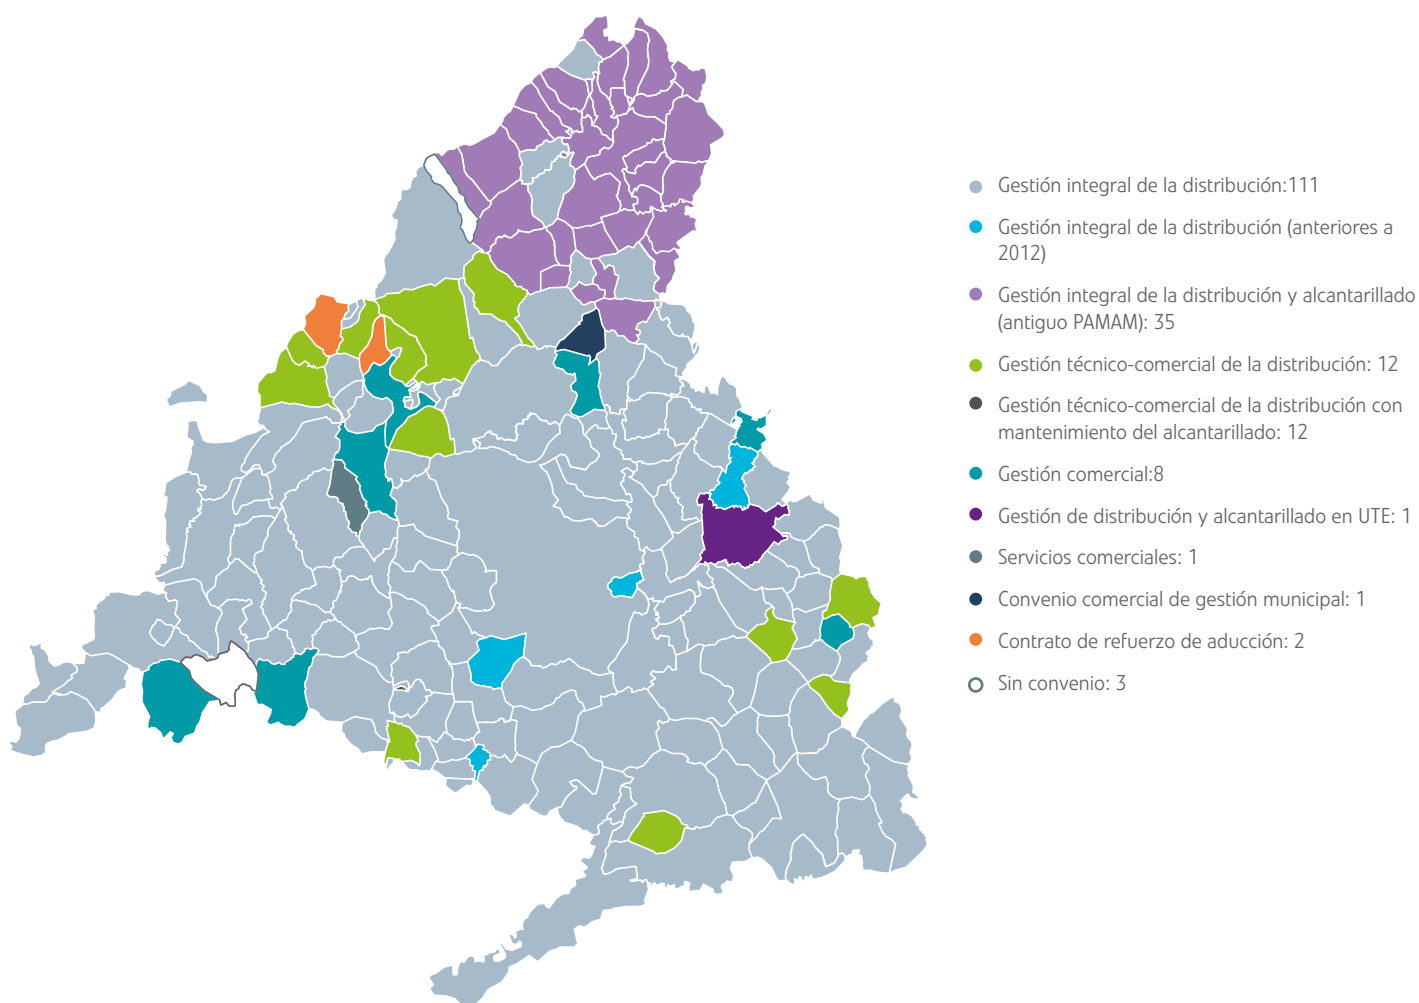 Gestión integral de la distribución:111
Gestión integral de la distribución (anteriores a
2012)
Gestión integral de la distribución y alcantarillado
(antiguo PAMAM): 35
Gestión técnico-comercial de la distribución: 12
Gestión técnico-comercial de la distribución con
mantenimiento del alcantarillado: 12
Gestión comercial:8
Gestión de distribución y alcantarillado en UTE: 1
Servicios comerciales: 1
Convenio comercial de gestión municipal: 1
Contrato de refuerzo de aducción: 2
Sin convenio: 3